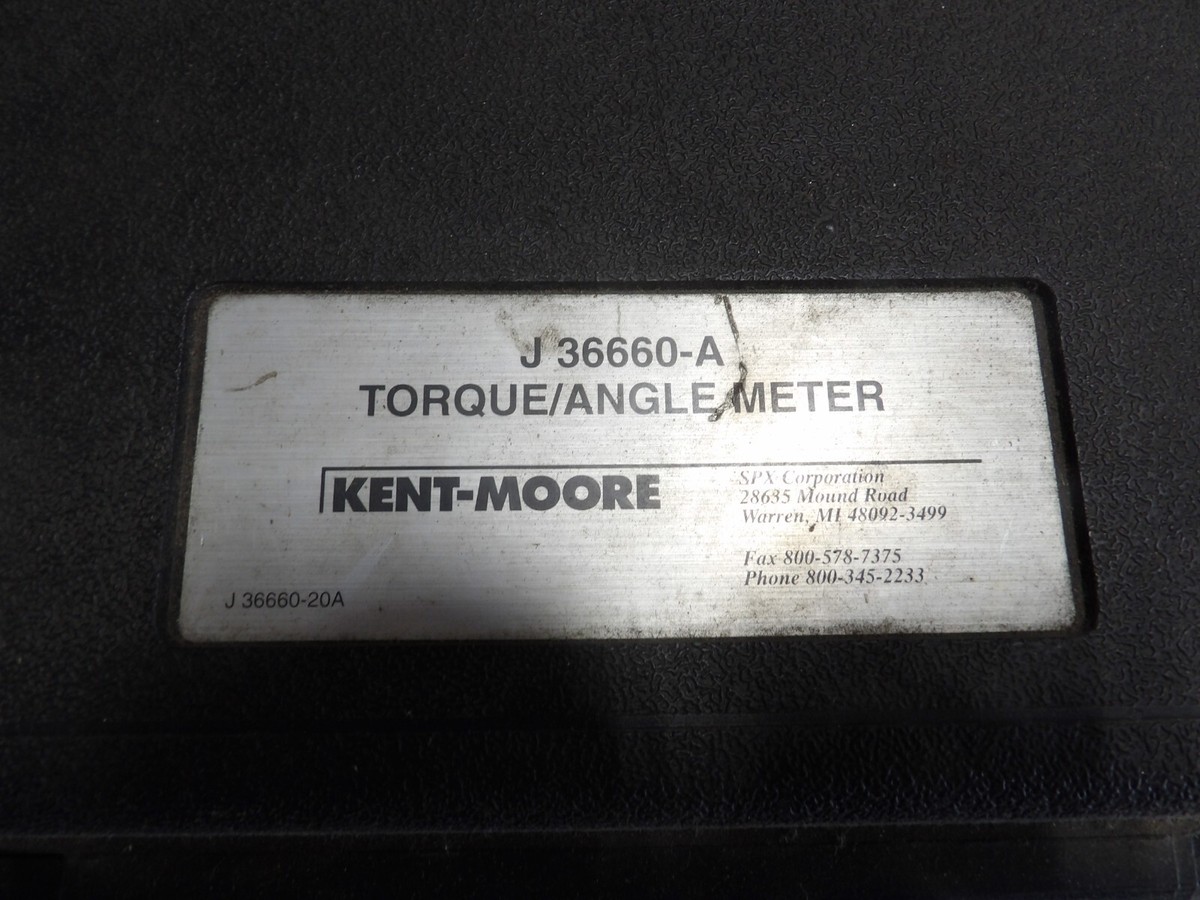 J 36660-A
TORQUE/ANGLE METER
KENT-MOORE
SPX Corporation
28635 Mound Road
Warren, MI 48092-3499
Fax 800-578-7375
Phone 800-345-2233
J 36660-20A